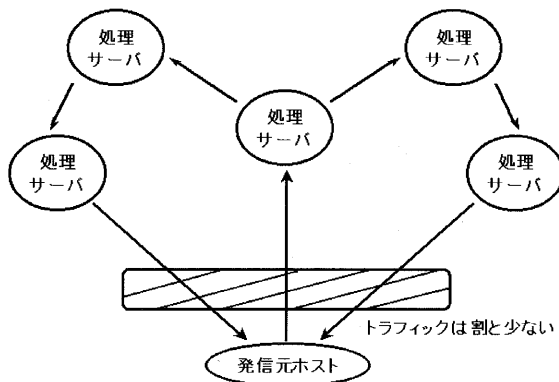 処理
サーバ
処理
サーバ
処理
サーバ
処理
サーバ
処理
サーバ
トラフィックは割と少ない
発信元ホスト